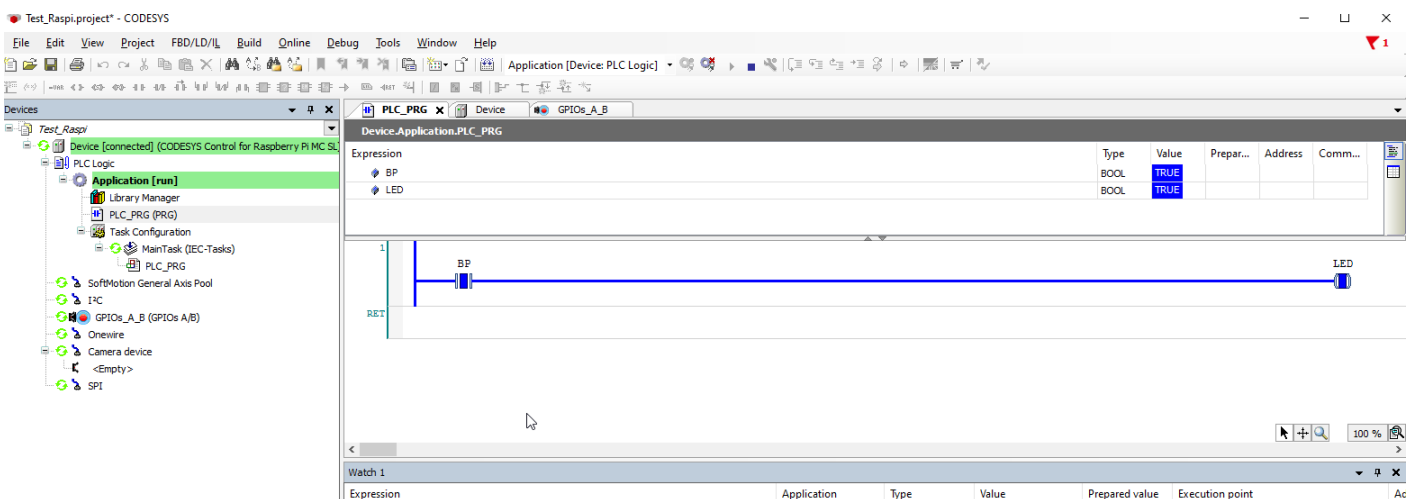 Test_Raspi.project* - CODESYS
File Edit View Project FBD/LD/IL Build Online Debug Tools Window Help
1
Application [Device: PLC Logic]
Devices
PLC_PRG Device GPIOs_A_B
Test_Raspi
Device.Application.PLC_PRG
Device [connected] (CODESYS Control for Raspberry Pi MC SL)
Expression Type Value Prepar... Address Comm...
PLC Logic
BP BOOL TRUE
Application [run]
LED BOOL TRUE
Library Manager
PLC_PRG (PRG)
Task Configuration
MainTask (IEC-Tasks)
PLC_PRG
SoftMotion General Axis Pool
I²C
GPIOs_A_B (GPIOs A/B)
Onewire
Camera device
<Empty>
SPI
1
BP LED
RET
100 %
Watch 1
Expression Application Type Value Prepared value Execution point